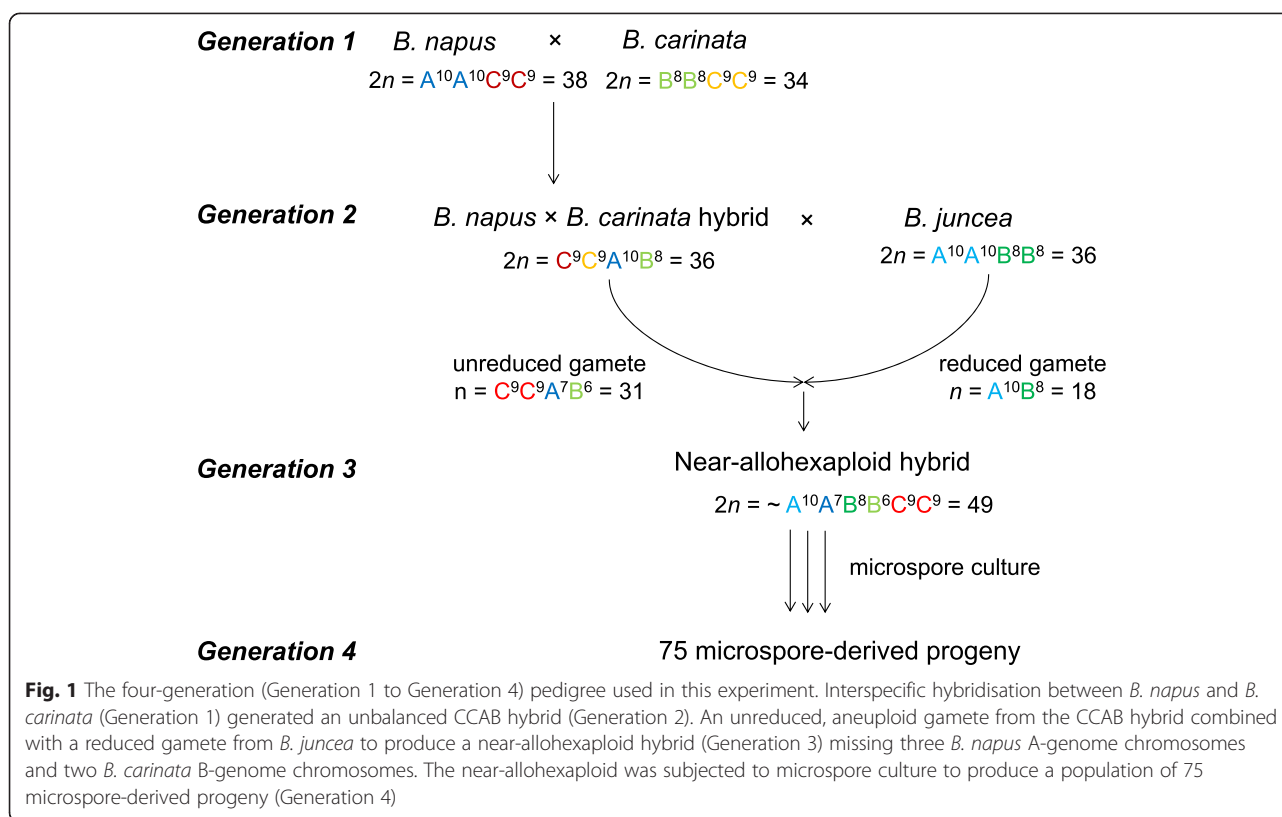 Generation 1 B. napus × B. carinata
2n = A¹⁰A¹⁰C⁹C⁹ = 38 2n = B⁸B⁸C⁹C⁹ = 34
Generation 2 B. napus × B. carinata hybrid × B. juncea
2n = C⁹C⁹A¹⁰B⁸ = 36 2n = A¹⁰A¹⁰B⁸B⁸ = 36
unreduced gamete reduced gamete
n = C⁹C⁹A⁷B⁶ = 31 n = A¹⁰B⁸ = 18
Generation 3 Near-allohexaploid hybrid
2n = ~ A¹⁰A⁷B⁸B⁶C⁹C⁹ = 49
microspore culture
Generation 4 75 microspore-derived progeny
Fig. 1 The four-generation (Generation 1 to Generation 4) pedigree used in this experiment. Interspecific hybridisation between B. napus and B.
carinata (Generation 1) generated an unbalanced CCAB hybrid (Generation 2). An unreduced, aneuploid gamete from the CCAB hybrid combined
with a reduced gamete from B. juncea to produce a near-allohexaploid hybrid (Generation 3) missing three B. napus A-genome chromosomes
and two B. carinata B-genome chromosomes. The near-allohexaploid was subjected to microspore culture to produce a population of 75
microspore-derived progeny (Generation 4)